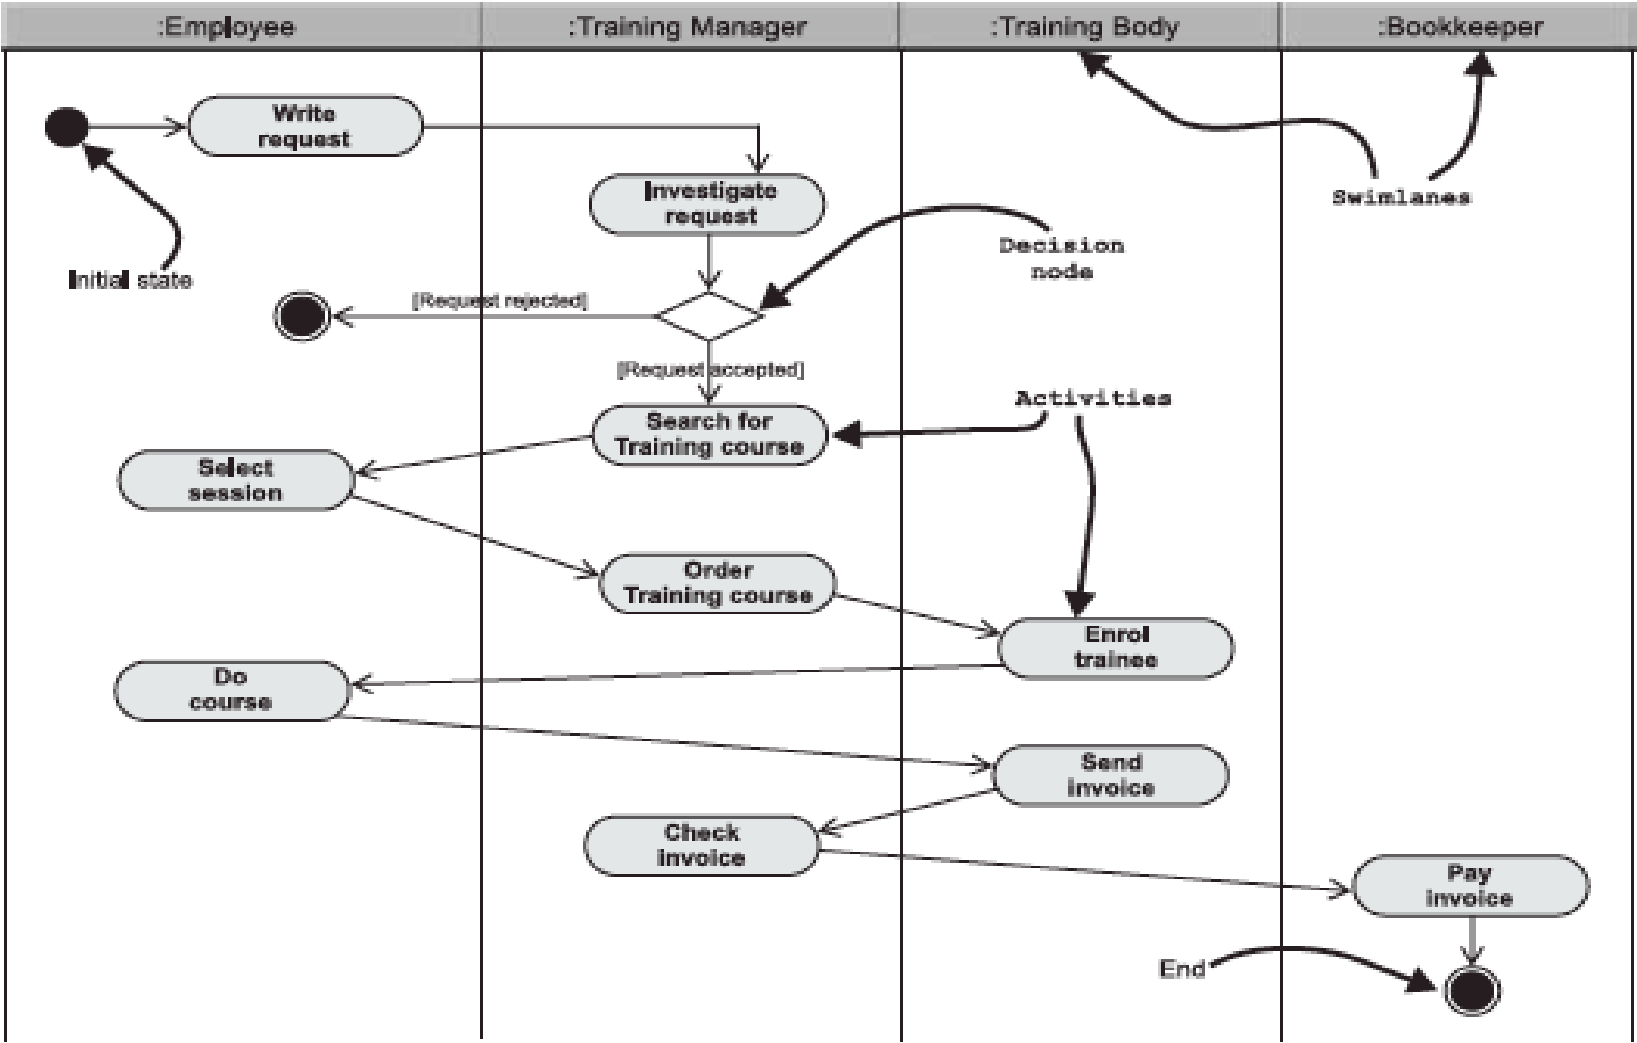 :Employee
:Training Manager
:Training Body
:Bookkeeper
Write
request
Investigate
request
Swimlanes
Decision
node
Initial state
[Request rejected]
[Request accepted]
Activities
Search for
Training course
Select
session
Order
Training course
Enrol
trainee
Do
course
Send
invoice
Check
invoice
Pay
invoice
End